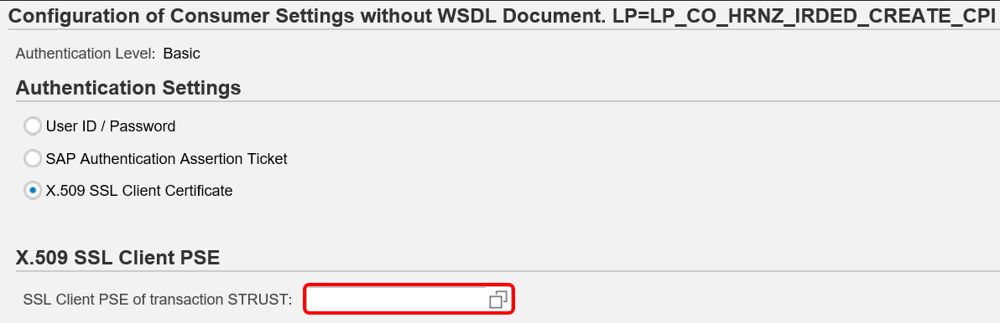 Configuration of Consumer Settings without WSDL Document. LP=LP_CO_HRNZ_IRDED_CREATE_CPI
Authentication Level: Basic
Authentication Settings
User ID / Password
SAP Authentication Assertion Ticket
X.509 SSL Client Certificate
X.509 SSL Client PSE
SSL Client PSE of transaction STRUST: